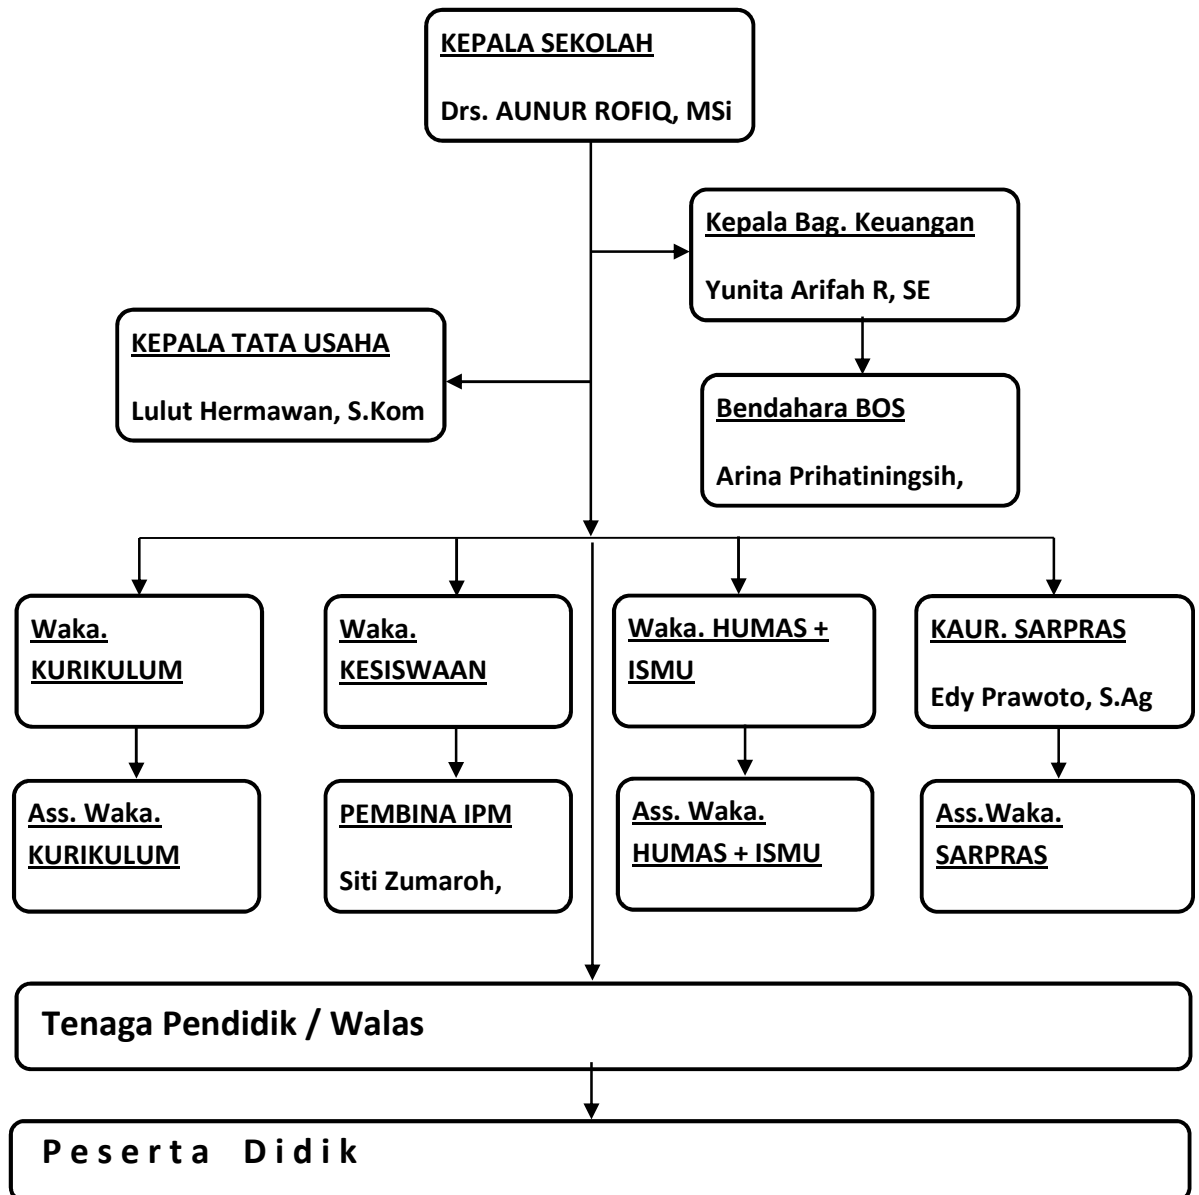 KEPALA SEKOLAH
Drs. AUNUR ROFIQ, MSi
Kepala Bag. Keuangan
Yunita Arifah R, SE
KEPALA TATA USAHA
Lulut Hermawan, S.Kom
Bendahara BOS
Arina Prihatiningsih,
Waka.
KURIKULUM
Waka.
KESISWAAN
Waka. HUMAS +
ISMU
KAUR. SARPRAS
Edy Prawoto, S.Ag
Ass. Waka.
KURIKULUM
PEMBINA IPM
Siti Zumaroh,
Ass. Waka.
HUMAS + ISMU
Ass.Waka.
SARPRAS
Tenaga Pendidik / Walas
Peserta Didik